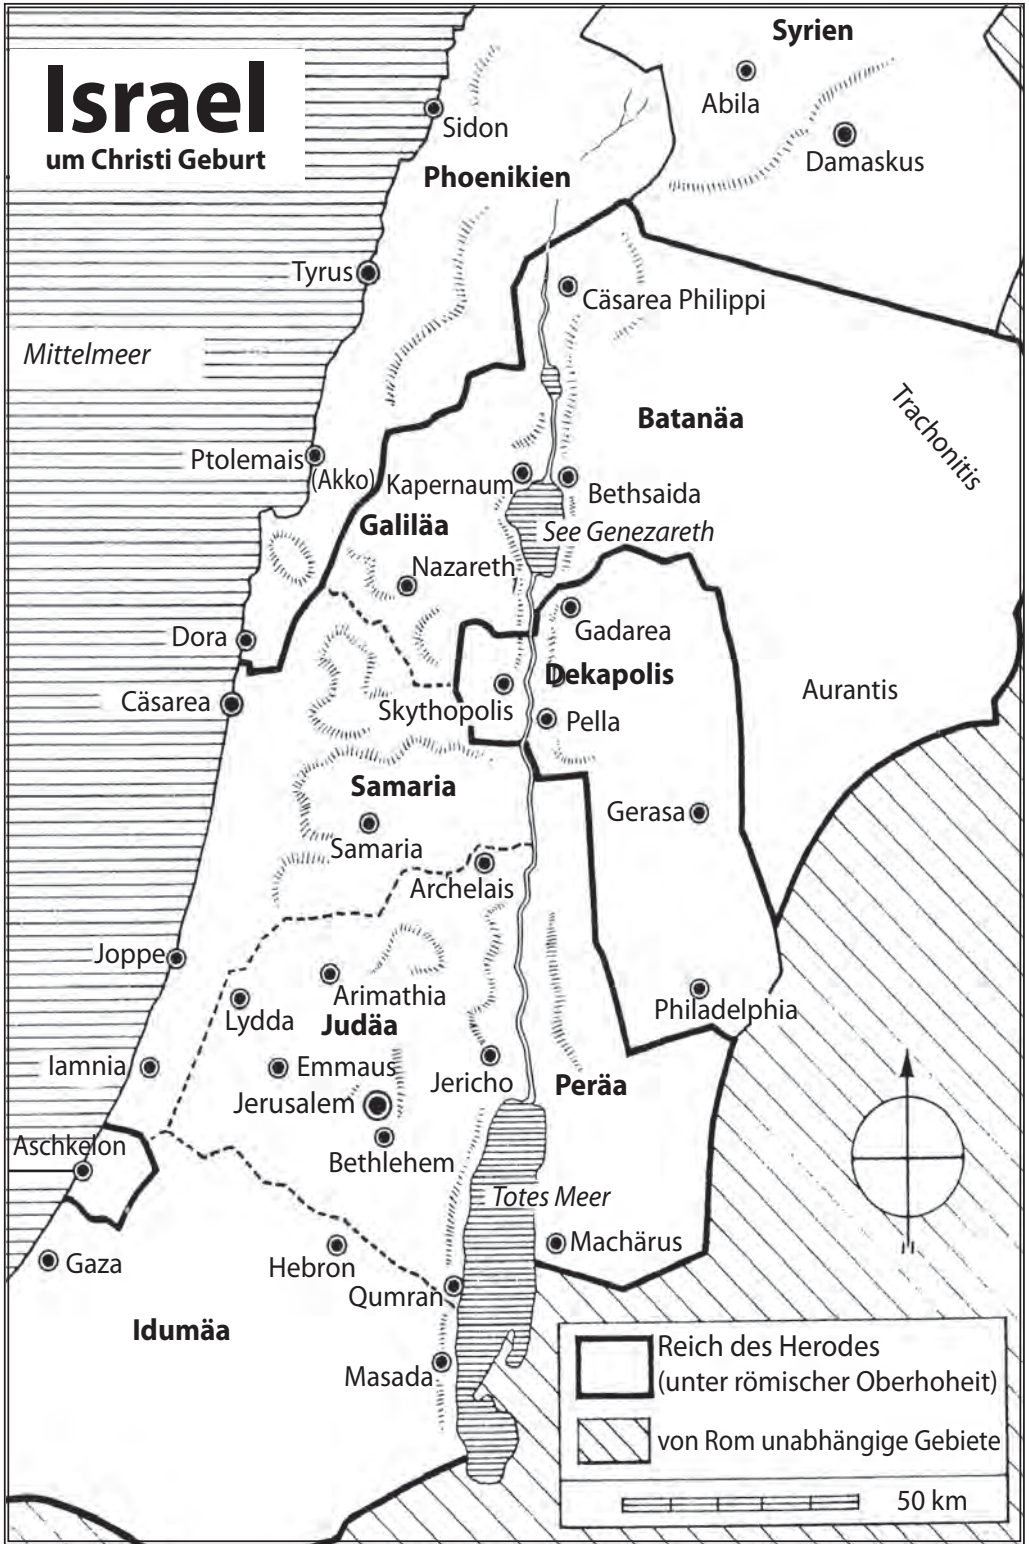 Israel
um Christi Geburt
Syrien
Abila
Damaskus
Sidon
Phoenikien
Tyrus
Cäsarea Philippi
Mittelmeer
Batanäa
Trachonitis
Ptolemais
(Akko)
Kapernaum
Bethsaida
Galiläa
See Genezareth
Nazareth
Gadarea
Dora
Dekapolis
Cäsarea
Skythopolis
Pella
Aurantis
Samaria
Gerasa
Samaria
Archelais
Joppe
Arimathia
Lydda
Judäa
Philadelphia
Iamnia
Emmaus
Jericho
Peräa
Jerusalem
Aschkelon
Bethlehem
Totes Meer
Machärus
Gaza
Hebron
Qumran
Idumäa
Masada
Reich des Herodes
(unter römischer Oberhoheit)
von Rom unabhängige Gebiete
50 km